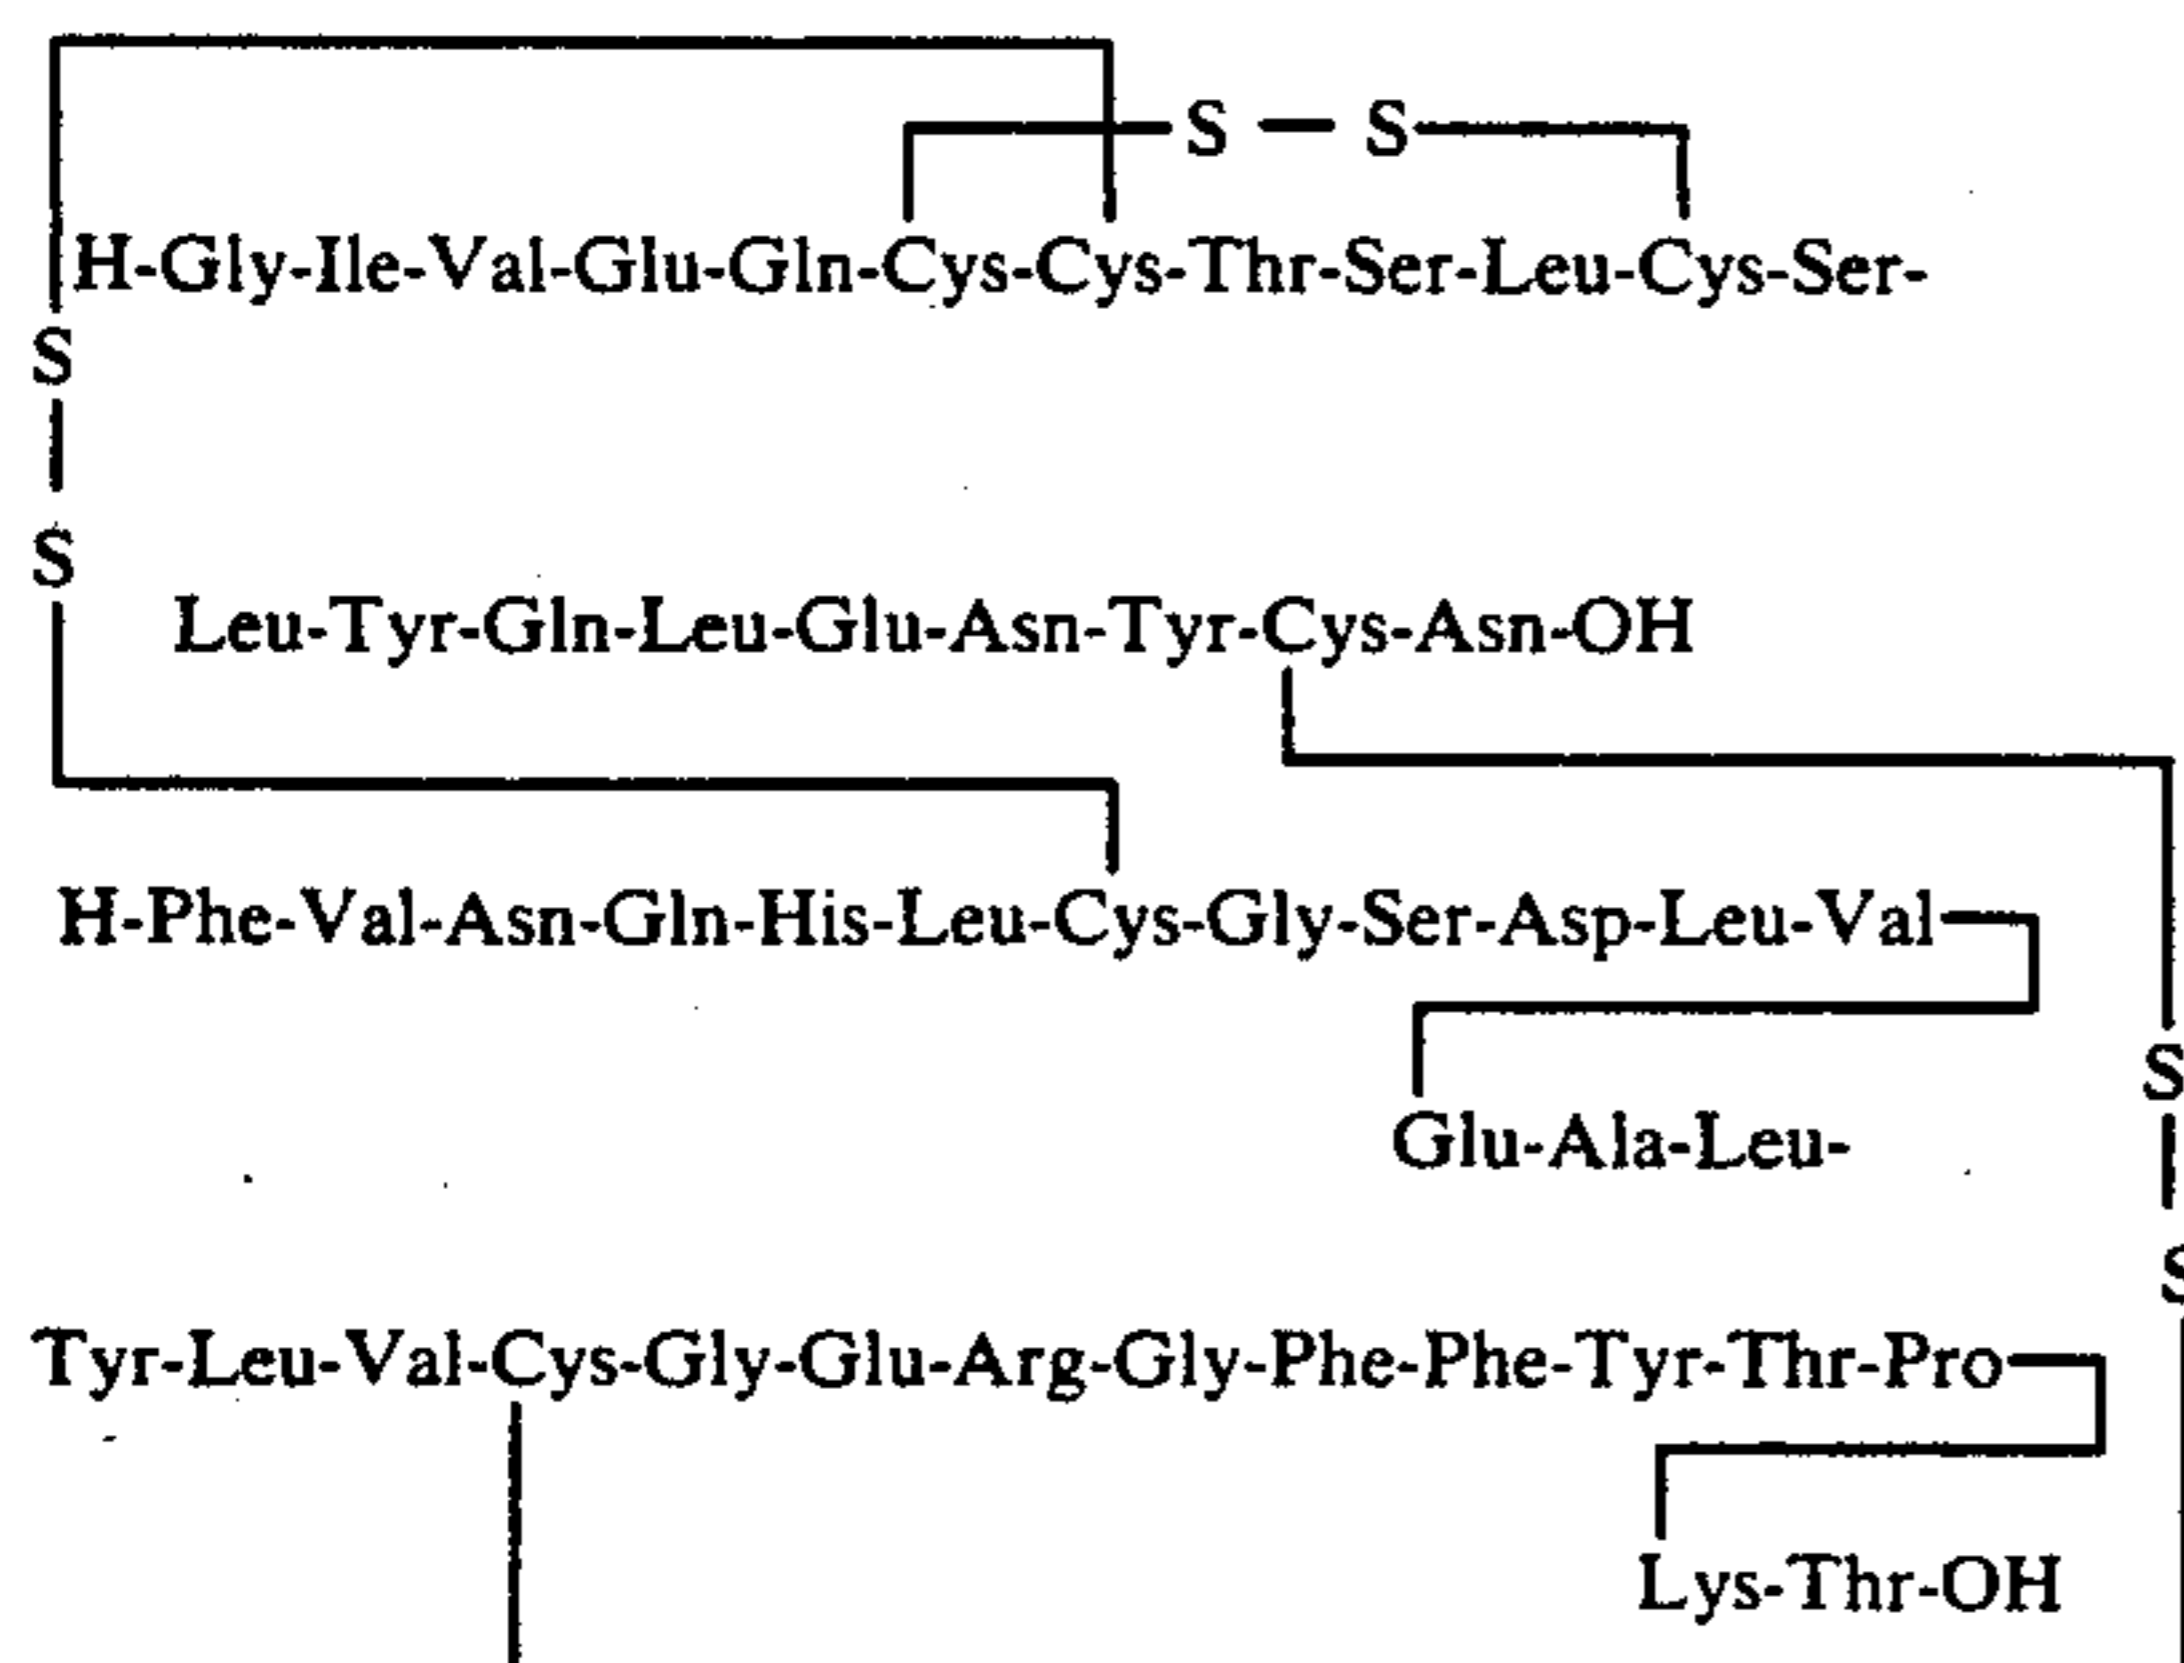 S — S
H-Gly-Ile-Val-Glu-Gln-Cys-Cys-Thr-Ser-Leu-Cys-Ser-
S
S
Leu-Tyr-Gln-Leu-Glu-Asn-Tyr-Cys-Asn-OH
H-Phe-Val-Asn-Gln-His-Leu-Cys-Gly-Ser-Asp-Leu-Val
S
Glu-Ala-Leu-
S
Tyr-Leu-Val-Cys-Gly-Glu-Arg-Gly-Phe-Phe-Tyr-Thr-Pro
Lys-Thr-OH